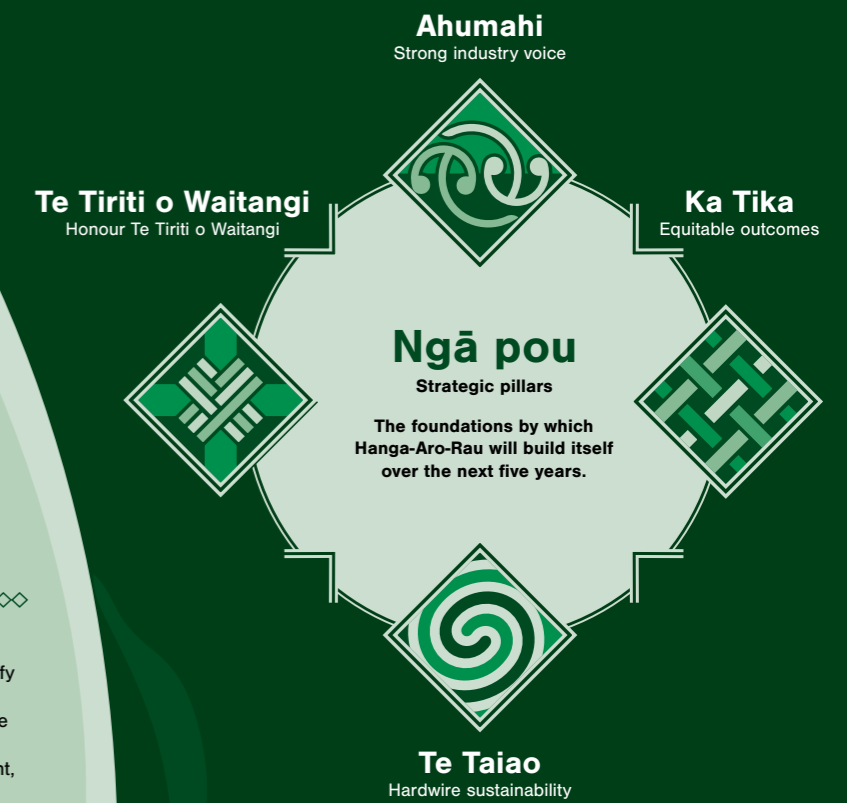 Ahumahi
Strong industry voice
Te Tiriti o Waitangi
Honour Te Tiriti o Waitangi
Ka Tika
Equitable outcomes
Ngā pou
Strategic pillars
The foundations by which
Hanga-Aro-Rau will build itself
over the next five years.
Te Taiao
Hardwire sustainability